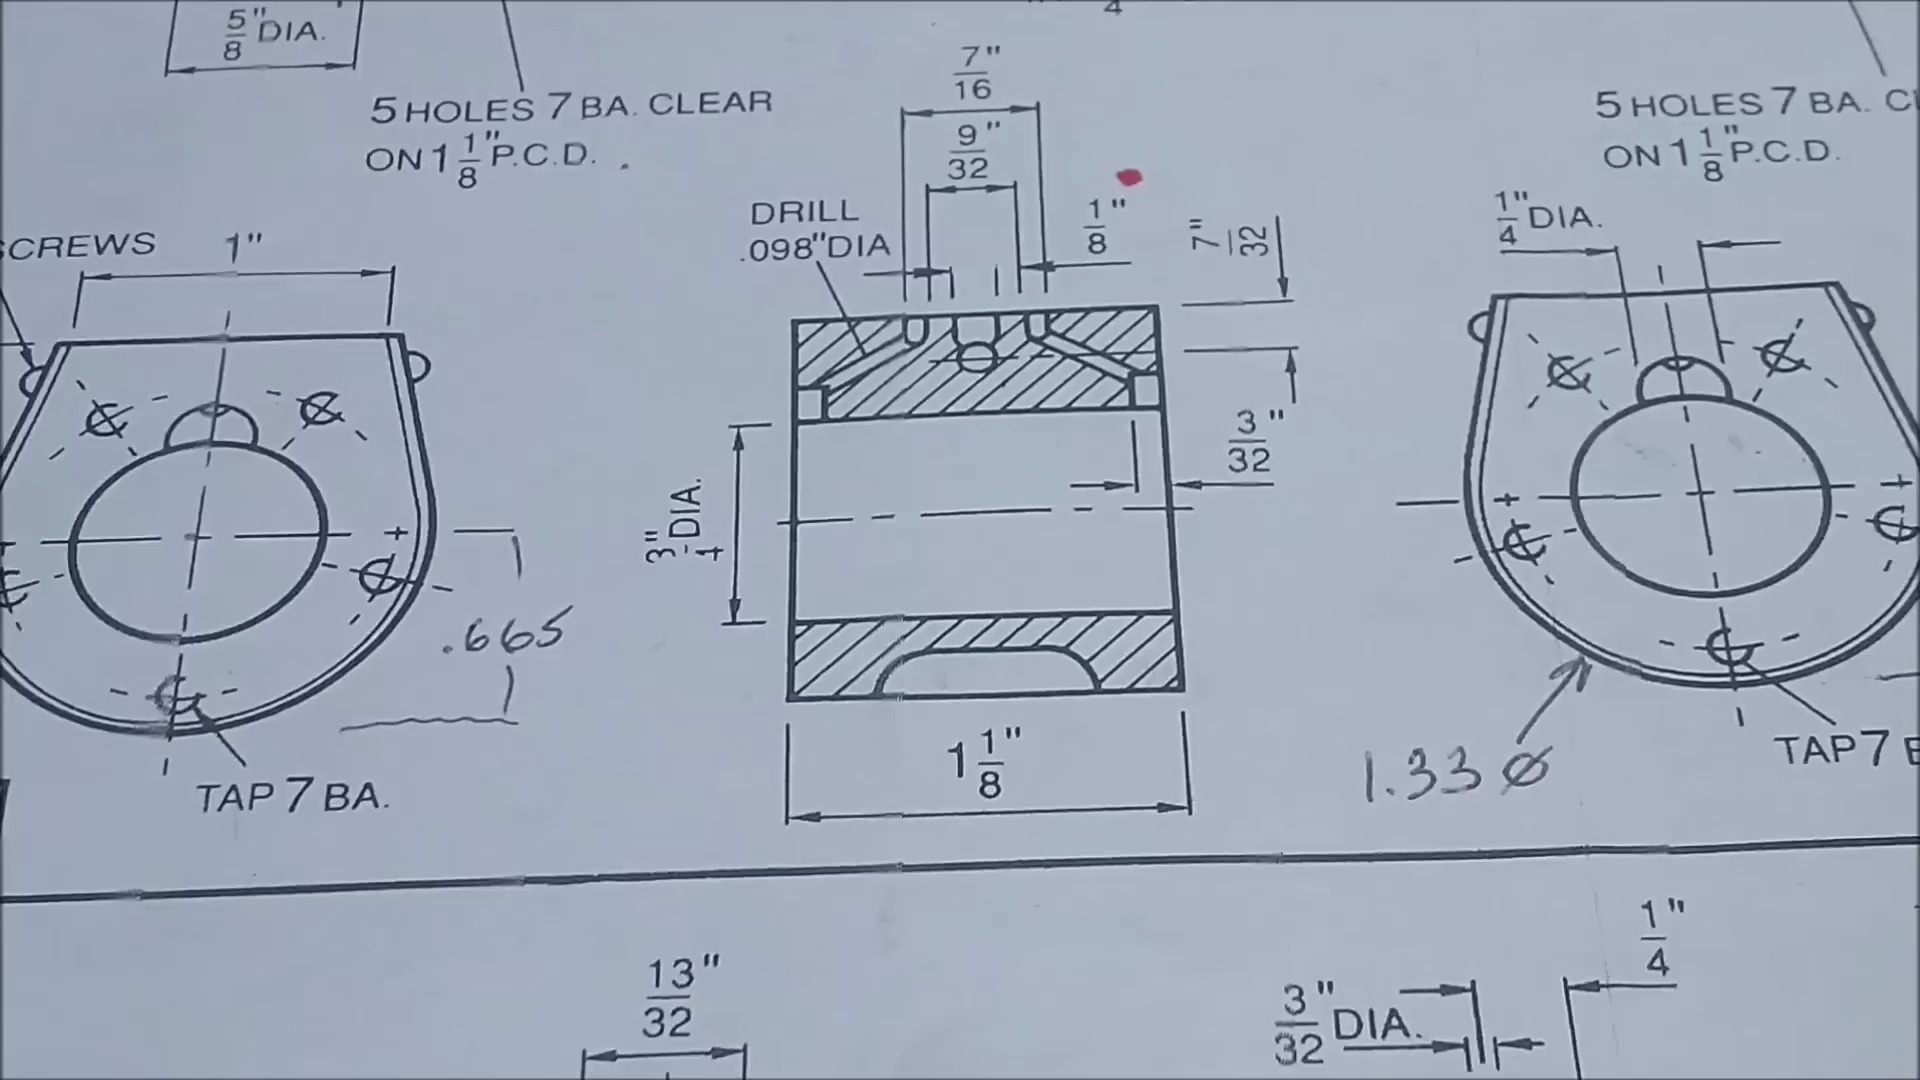 5"
8 DIA.
4
7"
16
5 HOLES 7 BA. CLEAR
ON 1 1/8" P.C.D.
9"
32
5 HOLES 7 BA.
ON 1 1/8" P.C.D.
DRILL
.098" DIA
1"
8
7"
32
1/4" DIA.
CREWS
1"
3"
32
3/4" DIA.
.665
1 1/8"
1.33 Ø
TAP 7 BA.
TAP 7
13"
32
1"
4
3/32" DIA.